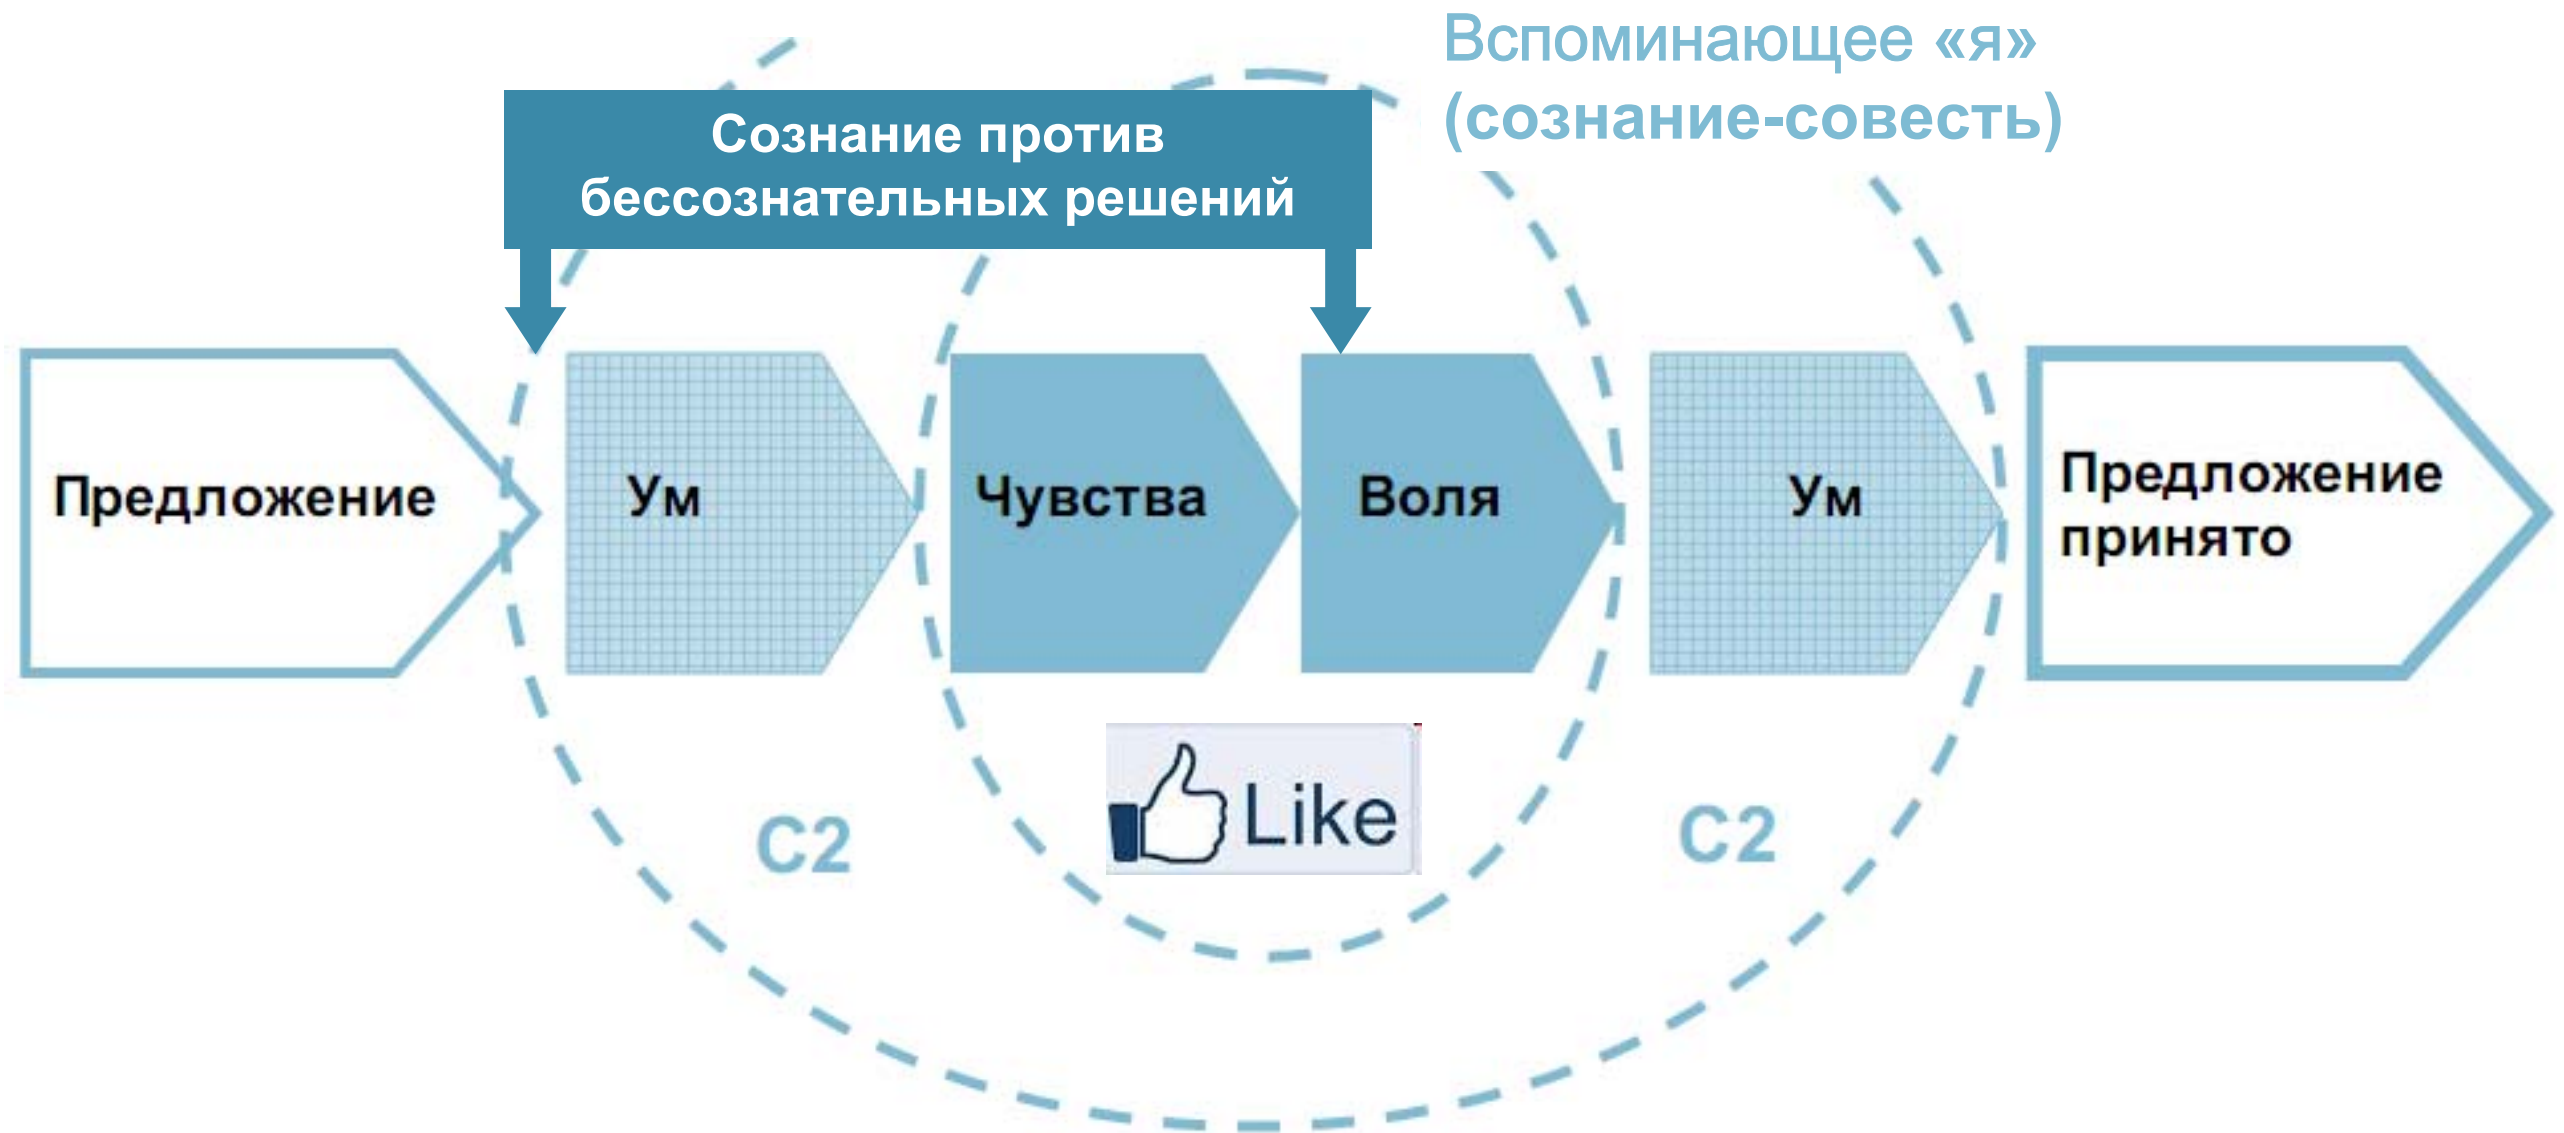 Вспоминающее «я»
(сознание-совесть)
Сознание против
бессознательных решений
Предложение
Ум
Чувства
Воля
Ум
Предложение
принято
Like
С2
С2